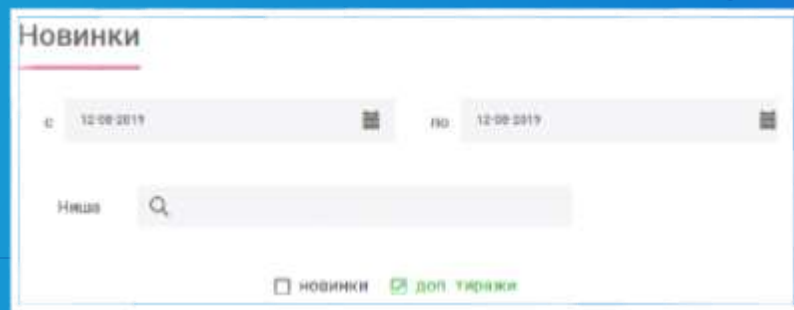 Новинки
с 12-08-2019 по 12-08-2019
Ниша
новинки доп. тиражи